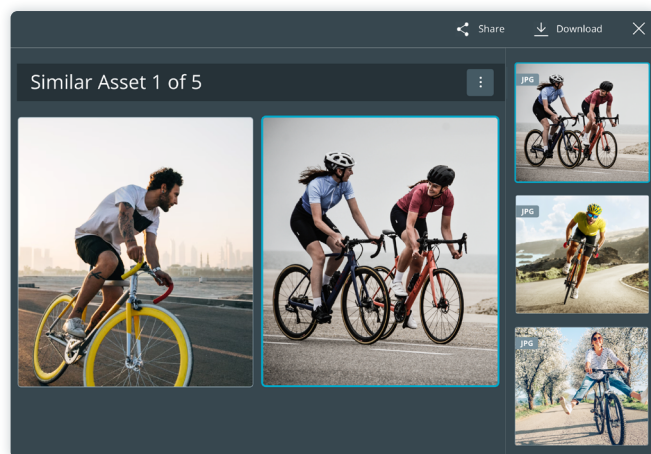 Share
Download
Similar Asset 1 of 5
JPG
JPG
JPG